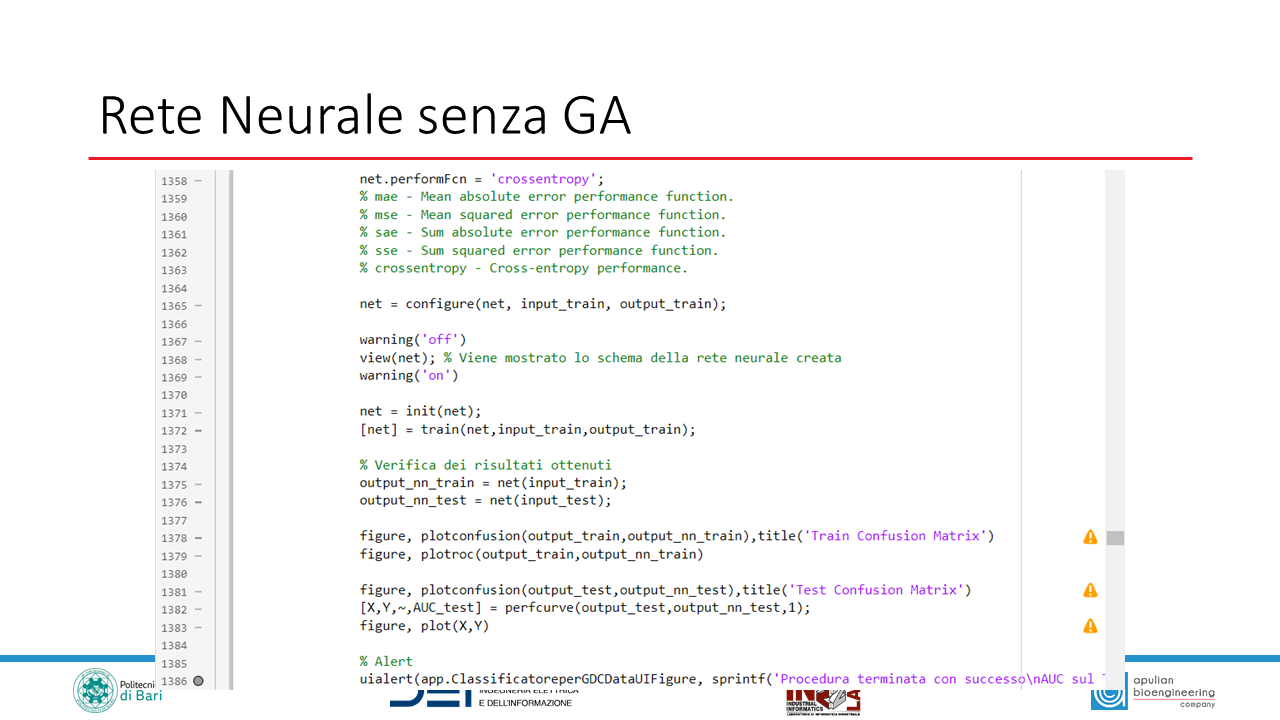 Rete Neurale senza GA
1358 – net.performFcn = 'crossentropy';
1359 % mae - Mean absolute error performance function.
1360 % mse - Mean squared error performance function.
1361 % sae - Sum absolute error performance function.
1362 % sse - Sum squared error performance function.
1363 % crossentropy - Cross-entropy performance.
1364
1365 – net = configure(net, input_train, output_train);
1366
1367 – warning('off')
1368 – view(net); % Viene mostrato lo schema della rete neurale creata
1369 – warning('on')
1370
1371 – net = init(net);
1372 – [net] = train(net,input_train,output_train);
1373
1374 % Verifica dei risultati ottenuti
1375 – output_nn_train = net(input_train);
1376 – output_nn_test = net(input_test);
1377
1378 – figure, plotconfusion(output_train,output_nn_train),title('Train Confusion Matrix')
1379 – figure, plotroc(output_train,output_nn_train)
1380
1381 – figure, plotconfusion(output_test,output_nn_test),title('Test Confusion Matrix')
1382 – [X,Y,~,AUC_test] = perfcurve(output_test,output_nn_test,1);
1383 – figure, plot(X,Y)
1384
1385 % Alert
1386 uialert(app.ClassificatoreperGDCDataUIFigure, sprintf('Procedura terminata con successo\nAUC sul
Politecni
di Bari
DEI
INGEGNERIA ELETTRICA
E DELL'INFORMAZIONE
INDUSTRIAL
INFORMATICS
LABORATORIO DI INFORMATICA INDUSTRIALE
apulian
bioengineering
company